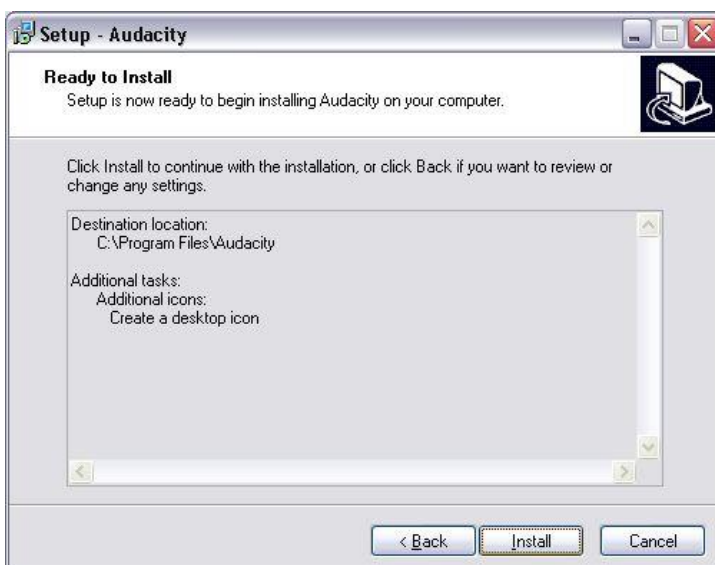 Setup - Audacity
Ready to Install
Setup is now ready to begin installing Audacity on your computer.
Click Install to continue with the installation, or click Back if you want to review or
change any settings.
Destination location:
C:\Program Files\Audacity
Additional tasks:
Additional icons:
Create a desktop icon
< Back
Install
Cancel